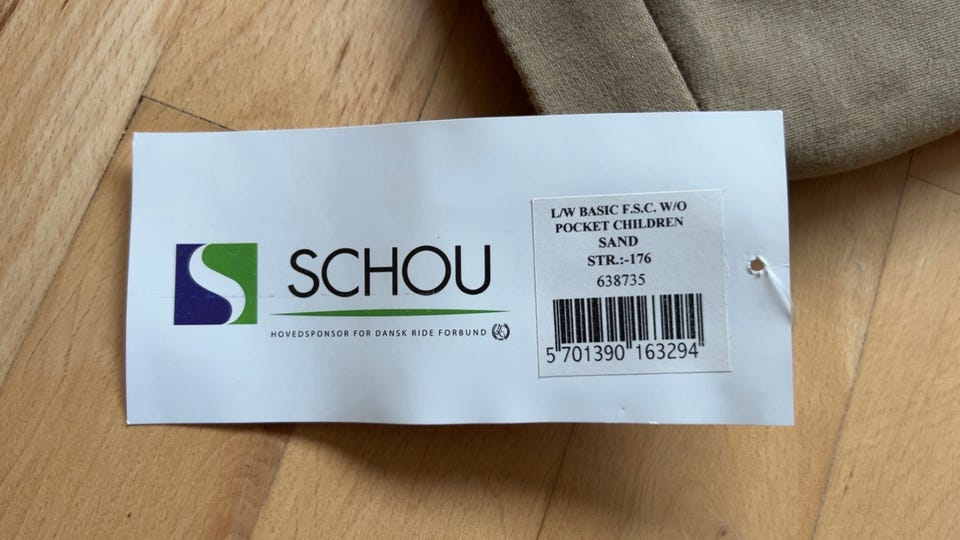 SCHOU
HOVEDSPONSOR FOR DANSK RIDE FORBUND
L/W BASIC F.S.C. W/O
POCKET CHILDREN
SAND
STR.:-176
638735
5 701390 163294